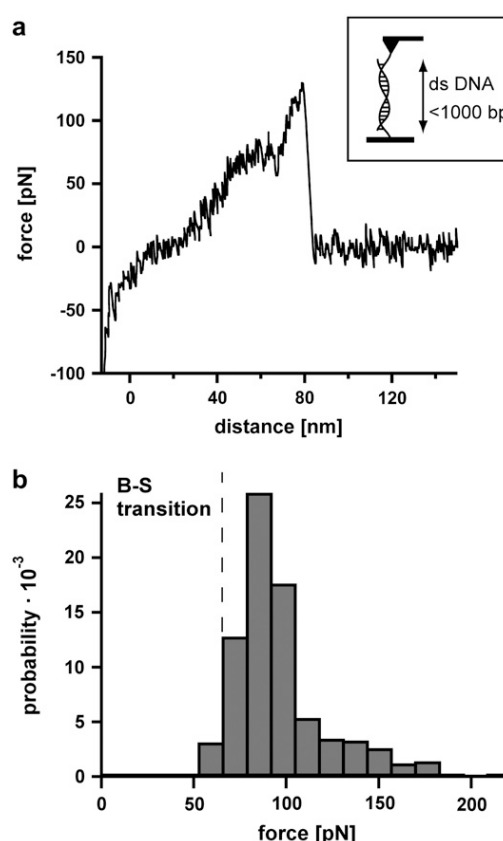 a
150
100
50
0
-50
-100
force [pN]
0
40
80
120
distance [nm]
ds DNA
<1000 bp
b
B-S
transition
25
20
15
10
5
0
probability · 10⁻³
0
50
100
150
200
force [pN]